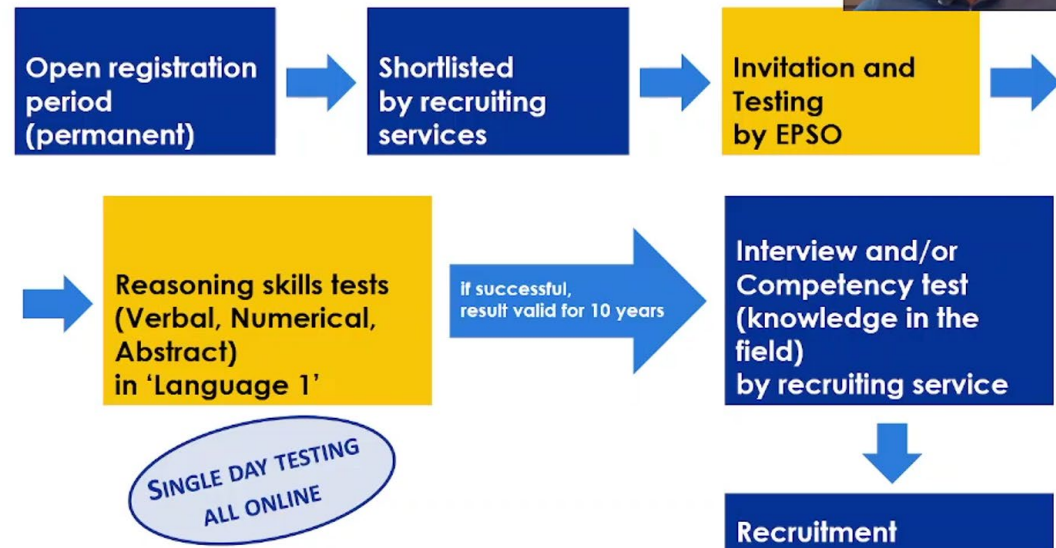 Open registration
period
(permanent)
Shortlisted
by recruiting
services
Invitation and
Testing
by EPSO
Reasoning skills tests
(Verbal, Numerical,
Abstract)
in ‘Language 1’
if successful,
result valid for 10 years
Interview and/or
Competency test
(knowledge in the
field)
by recruiting service
SINGLE DAY TESTING
ALL ONLINE
Recruitment